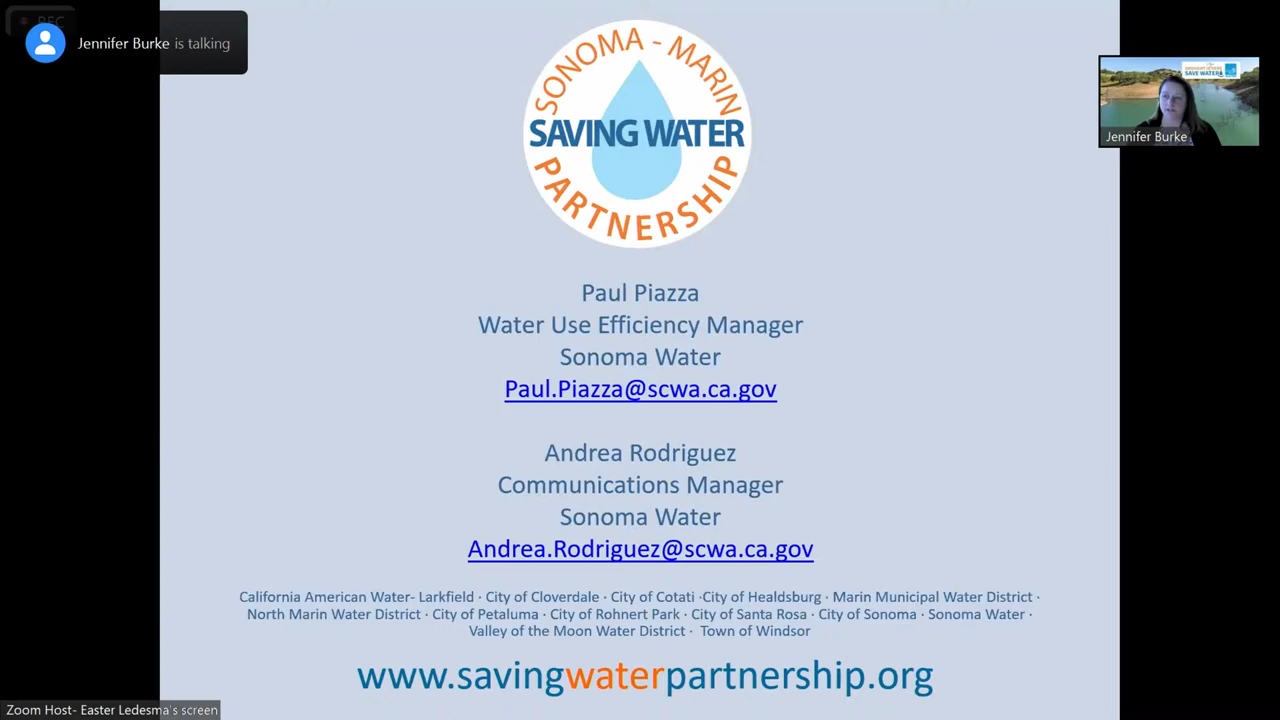 REC
Jennifer Burke is talking
SONOMA - MARIN
SAVING WATER
PARTNERSHIP
SAVE WATER
Jennifer Burke
Paul Piazza
Water Use Efficiency Manager
Sonoma Water
Paul.Piazza@scwa.ca.gov
Andrea Rodriguez
Communications Manager
Sonoma Water
Andrea.Rodriguez@scwa.ca.gov
California American Water- Larkfield · City of Cloverdale · City of Cotati ·City of Healdsburg · Marin Municipal Water District ·
North Marin Water District · City of Petaluma · City of Rohnert Park · City of Santa Rosa · City of Sonoma · Sonoma Water ·
Valley of the Moon Water District · Town of Windsor
www.savingwaterpartnership.org
Zoom Host- Easter Ledesma's screen